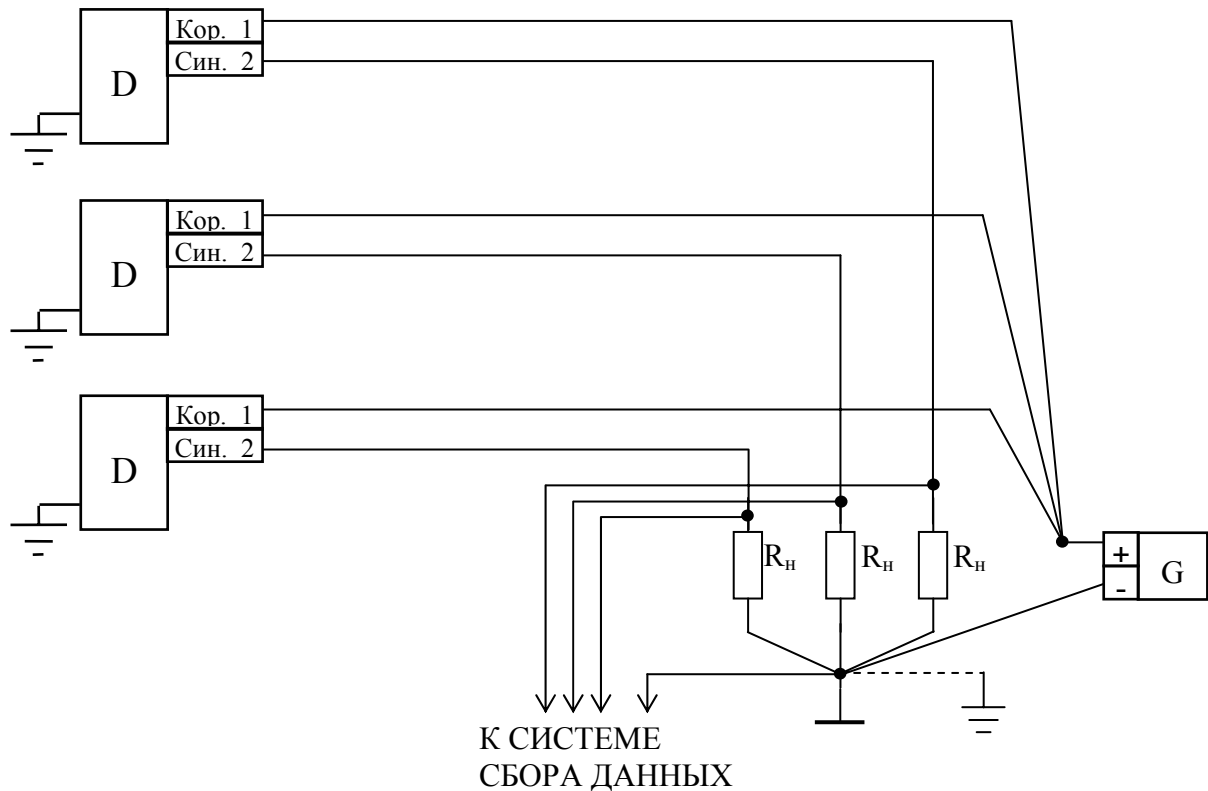 Кор. 1
Син. 2
D
Кор. 1
Син. 2
D
Кор. 1
Син. 2
D
Rн
Rн
Rн
+
-
G
К СИСТЕМЕ
СБОРА ДАННЫХ